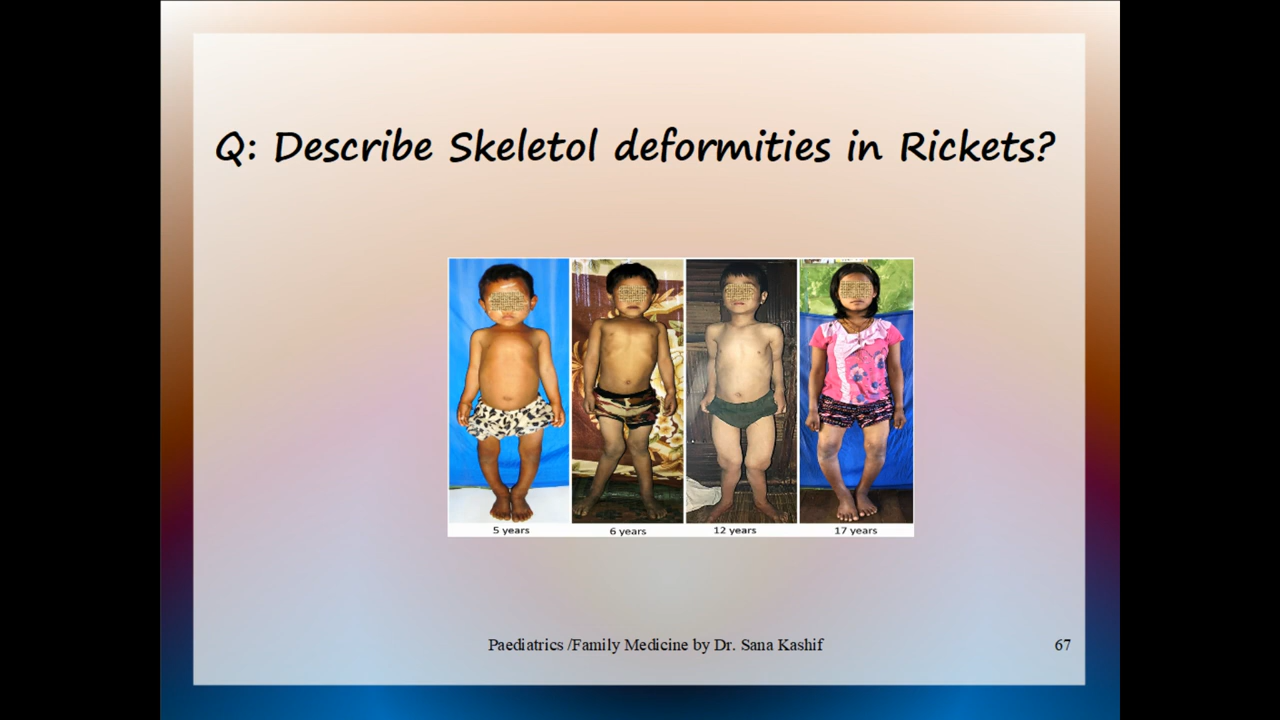 Q: Describe Skeletol deformities in Rickets?
5 years 6 years 12 years 17 years
Paediatrics /Family Medicine by Dr. Sana Kashif 67